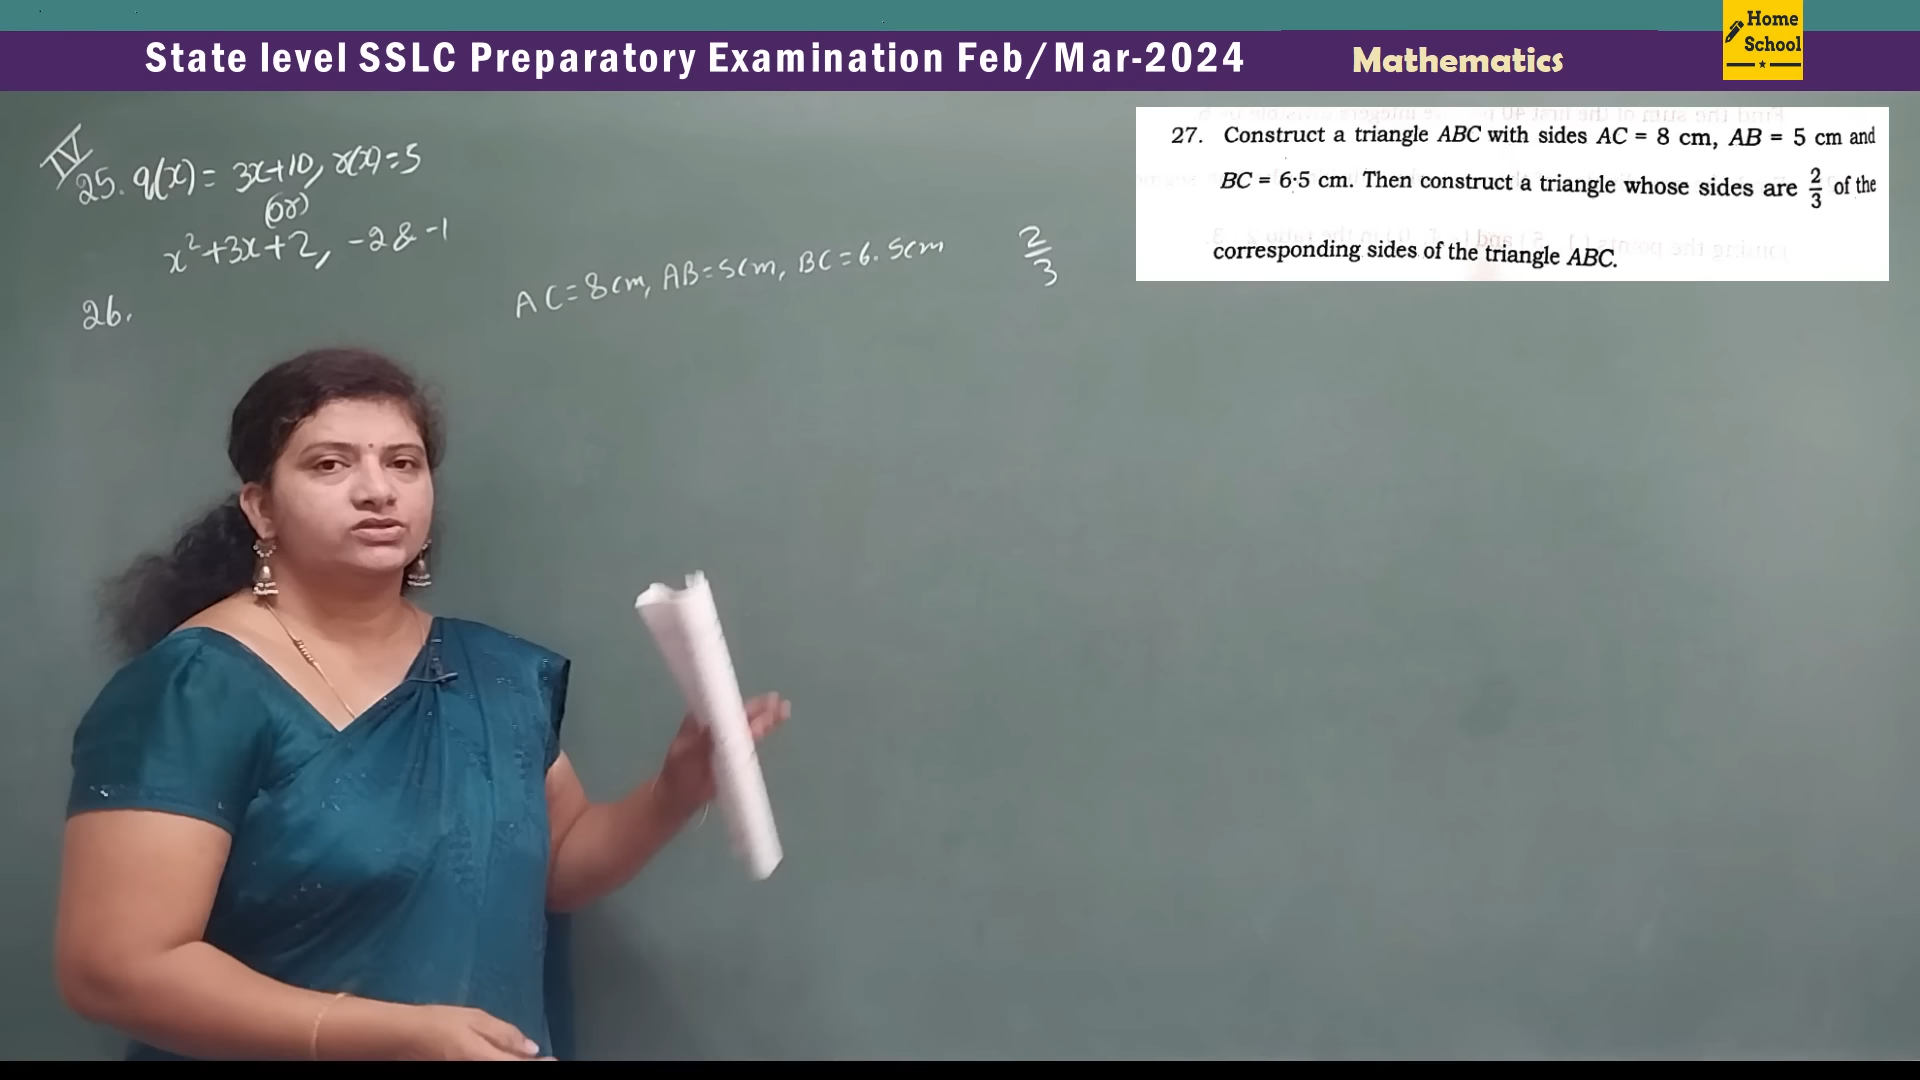 State level SSLC Preparatory Examination Feb/Mar-2024
Mathematics
Home
School
27. Construct a triangle ABC with sides AC = 8 cm, AB = 5 cm and
BC = 6·5 cm. Then construct a triangle whose sides are 2/3 of the
corresponding sides of the triangle ABC.
IV
25. q(x) = 3x+10, r(x)=5
(or)
x²+3x+2, -2 & -1
26.
AC=8cm, AB=5cm, BC=6.5cm 2/3